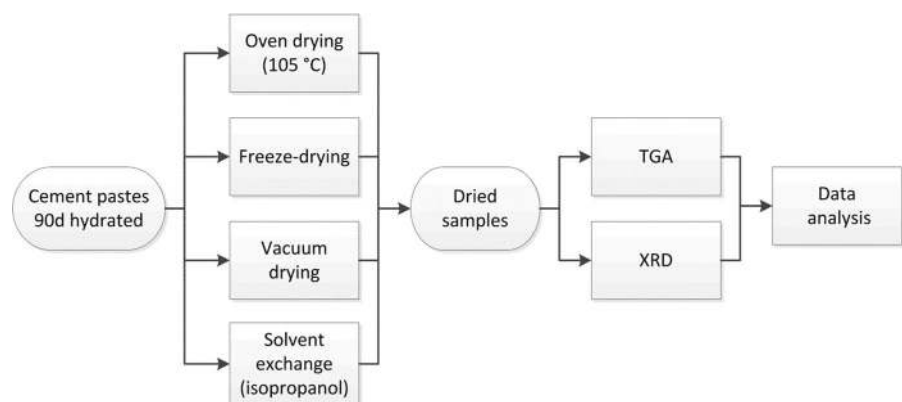 Oven drying
(105 °C)
Freeze-drying
Cement pastes
90d hydrated
Vacuum
drying
Solvent
exchange
(isopropanol)
Dried
samples
TGA
XRD
Data
analysis